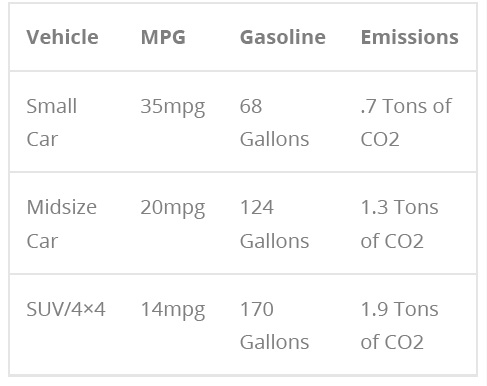 Vehicle MPG Gasoline Emissions
Small Car 35mpg 68 Gallons .7 Tons of CO2
Midsize Car 20mpg 124 Gallons 1.3 Tons of CO2
SUV/4×4 14mpg 170 Gallons 1.9 Tons of CO2